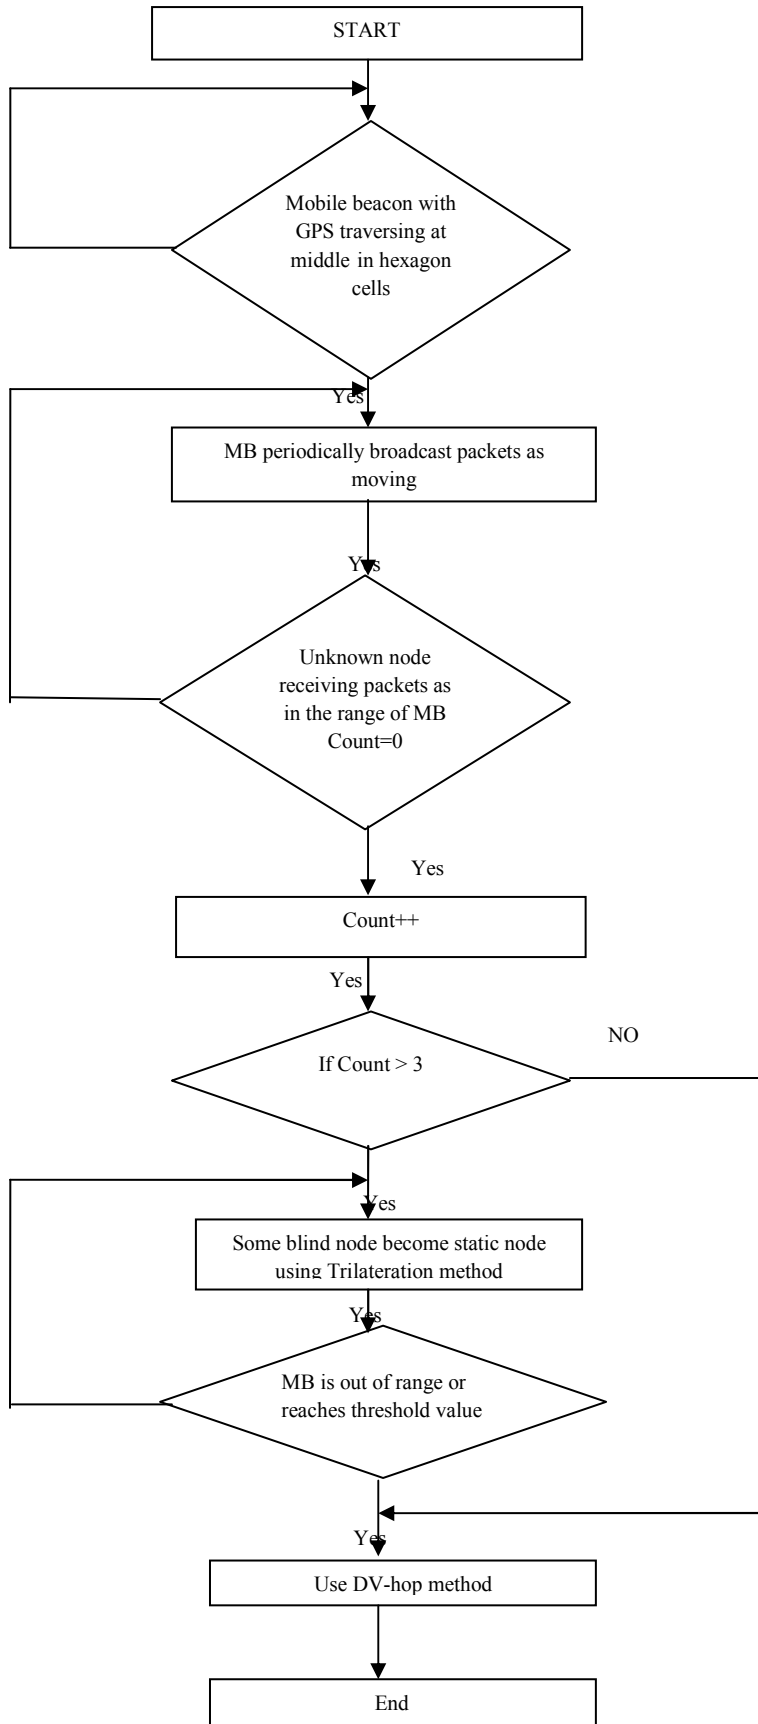 START
Mobile beacon with
GPS traversing at
middle in hexagon
cells
Yes
MB periodically broadcast packets as
moving
Yes
Unknown node
receiving packets as
in the range of MB
Count=0
Yes
Count++
Yes
NO
If Count > 3
Yes
Some blind node become static node
using Trilateration method
Yes
MB is out of range or
reaches threshold value
Yes
Use DV-hop method
End